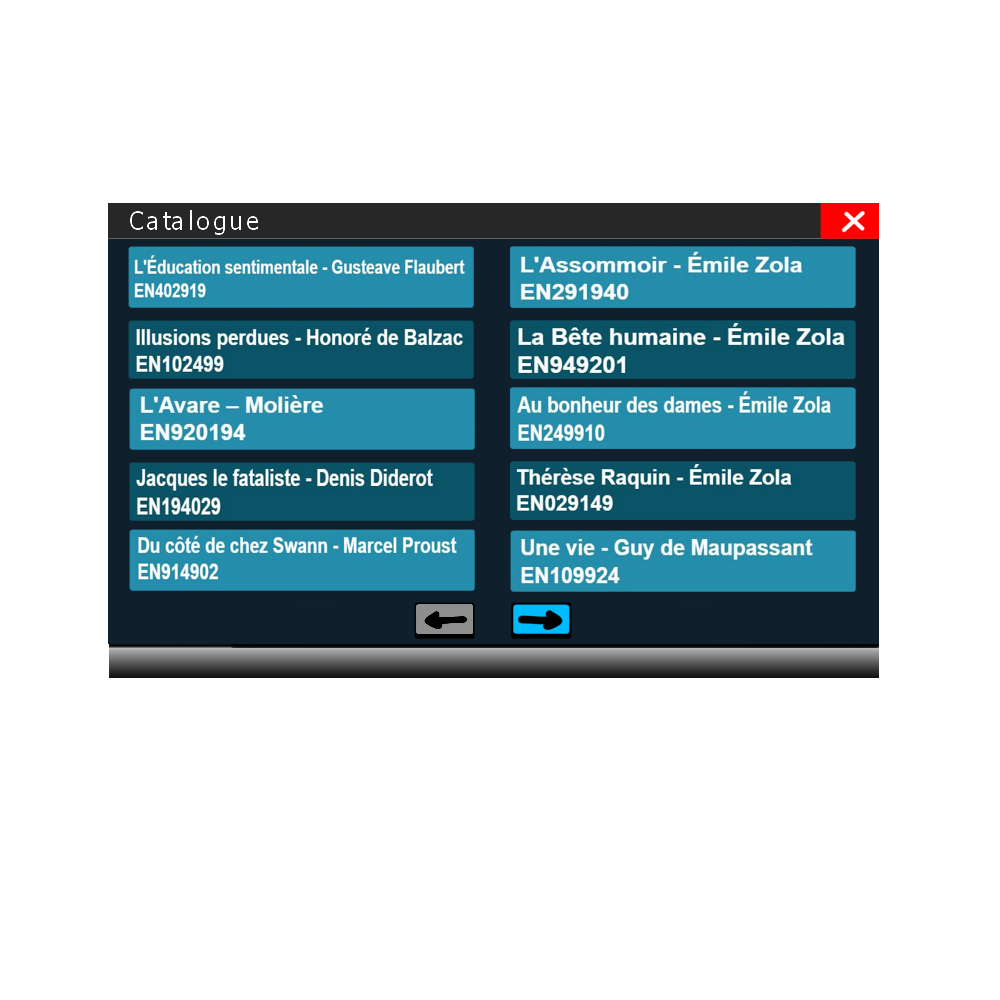 Catalogue
L'Éducation sentimentale - Gusteave Flaubert
EN402919
Illusions perdues - Honoré de Balzac
EN102499
L'Avare – Molière
EN920194
Jacques le fataliste - Denis Diderot
EN194029
Du côté de chez Swann - Marcel Proust
EN914902
L'Assommoir - Émile Zola
EN291940
La Bête humaine - Émile Zola
EN949201
Au bonheur des dames - Émile Zola
EN249910
Thérèse Raquin - Émile Zola
EN029149
Une vie - Guy de Maupassant
EN109924